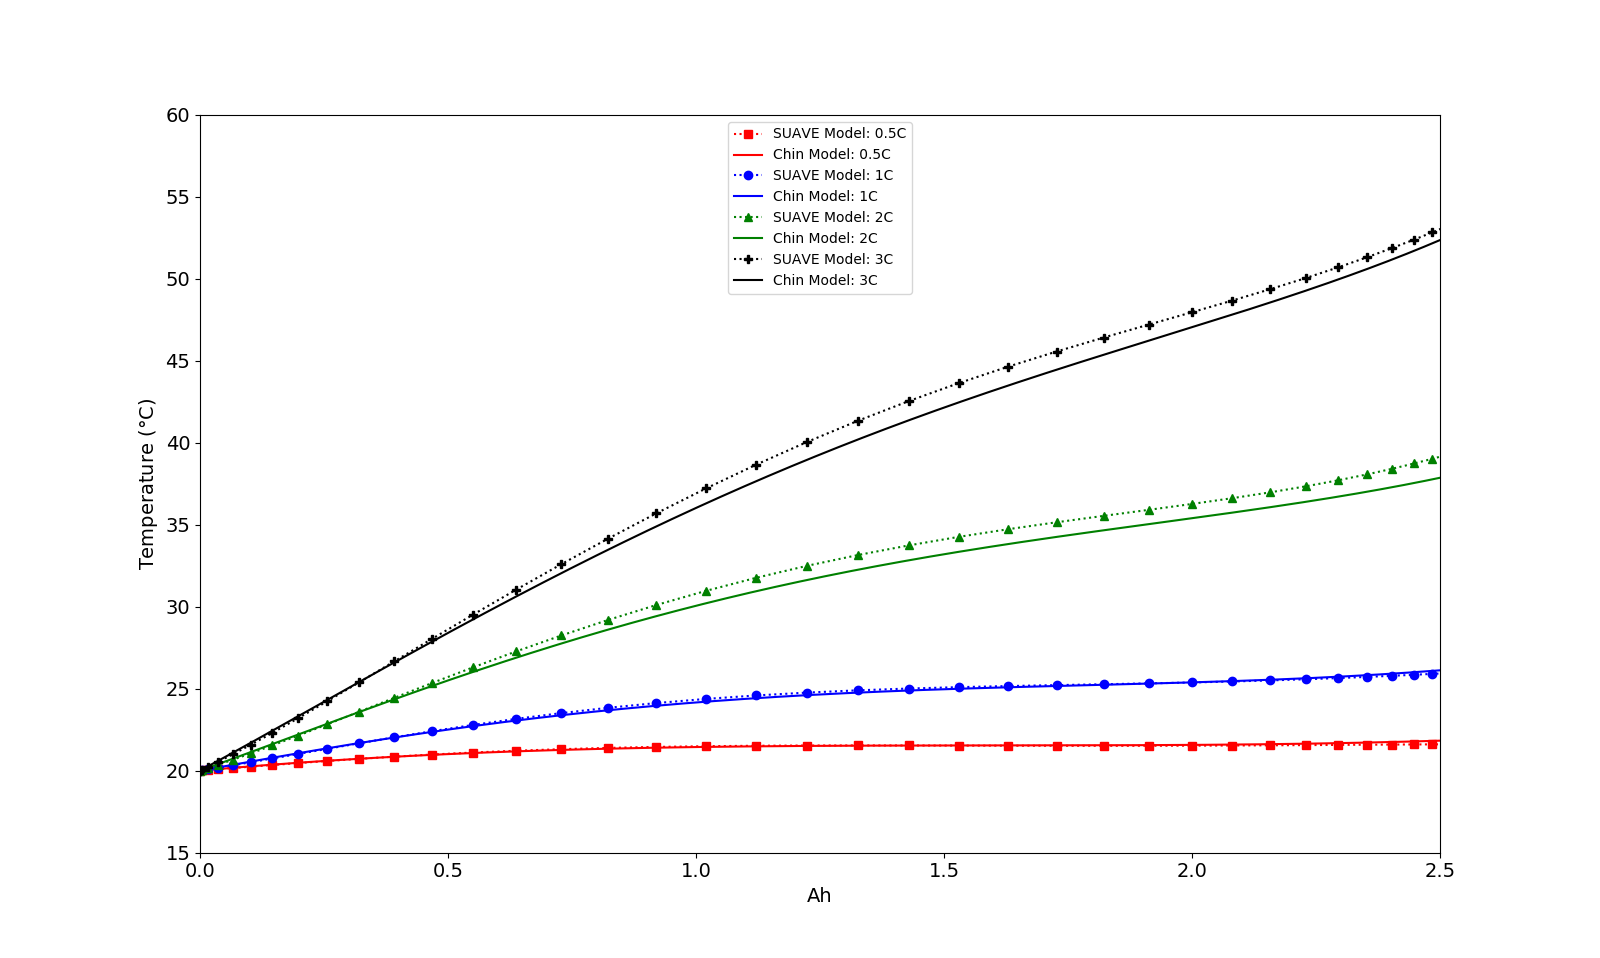 60
55
50
45
40
35
30
25
20
15
Temperature (°C)
SUAVE Model: 0.5C
Chin Model: 0.5C
SUAVE Model: 1C
Chin Model: 1C
SUAVE Model: 2C
Chin Model: 2C
SUAVE Model: 3C
Chin Model: 3C
0.0 0.5 1.0 1.5 2.0 2.5
Ah